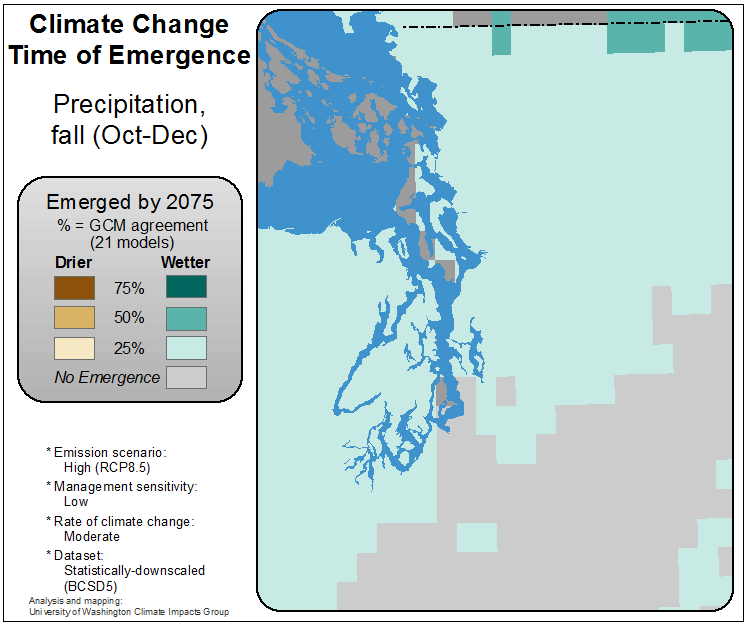 Climate Change
Time of Emergence
Precipitation,
fall (Oct-Dec)
Emerged by 2075
% = GCM agreement
(21 models)
Drier Wetter
75%
50%
25%
No Emergence
* Emission scenario:
High (RCP8.5)
* Management sensitivity:
Low
* Rate of climate change:
Moderate
* Dataset:
Statistically-downscaled
(BCSD5)
Analysis and mapping:
University of Washington Climate Impacts Group